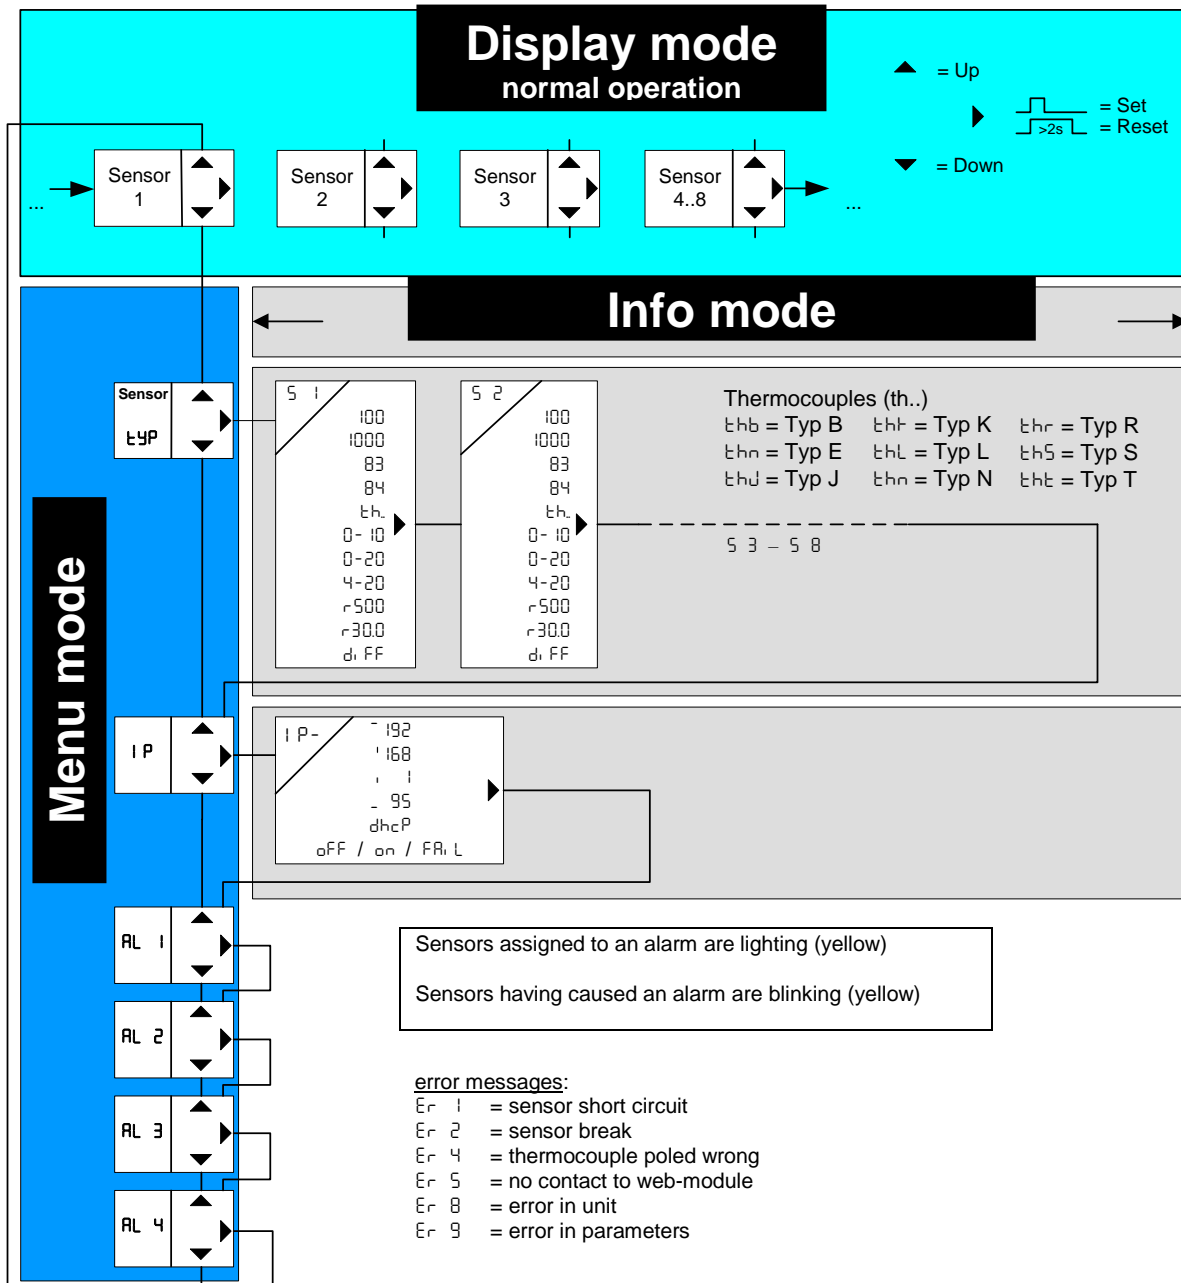 Display mode
normal operation
= Up
= Set
>2s = Reset
= Down
Sensor 1
Sensor 2
Sensor 3
Sensor 4..8
...
...
Info mode
Menu mode
Sensor
tYP
S 1
100
1000
83
84
th_
0-10
0-20
4-20
r500
r30.0
diFF
S 2
100
1000
83
84
th_
0-10
0-20
4-20
r500
r30.0
diFF
Thermocouples (th..)
thb = Typ B
thn = Typ E
thJ = Typ J
tht = Typ K
thL = Typ L
thn = Typ N
thr = Typ R
thS = Typ S
tht = Typ T
S 3 – S 8
IP
IP-
¯192
'168
, 1
_ 95
dhcP
oFF / on / FAiL
AL 1
AL 2
AL 3
AL 4
Sensors assigned to an alarm are lighting (yellow)
Sensors having caused an alarm are blinking (yellow)
error messages:
Er 1 = sensor short circuit
Er 2 = sensor break
Er 4 = thermocouple poled wrong
Er 5 = no contact to web-module
Er 8 = error in unit
Er 9 = error in parameters